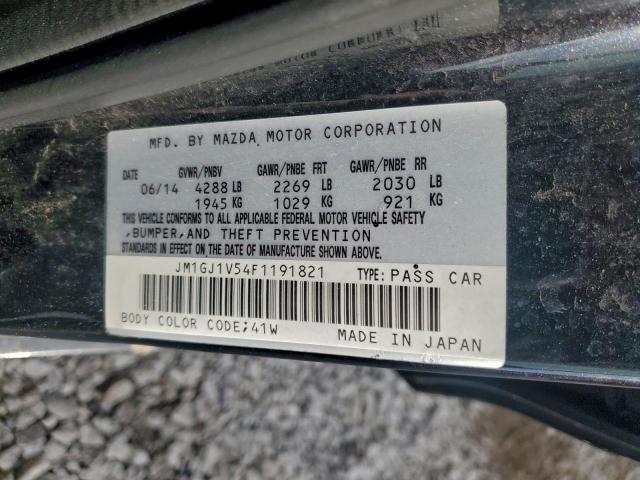 MOTOR CORPORATION
MFD. BY MAZDA MOTOR CORPORATION
DATE GVWR/PNBV GAWR/PNBE FRT GAWR/PNBE RR
06/14 4288 LB 2269 LB 2030 LB
1945 KG 1029 KG 921 KG
THIS VEHICLE CONFORMS TO ALL APPLICABLE FEDERAL MOTOR VEHICLE SAFETY
,BUMPER,AND THEFT PREVENTION
STANDARDS IN EFFECT ON THE DATE OF MANUFACTURE SHOWN ABOVE.
JM1GJ1V54F1191821 TYPE: PASS CAR
BODY COLOR CODE;41W MADE IN JAPAN